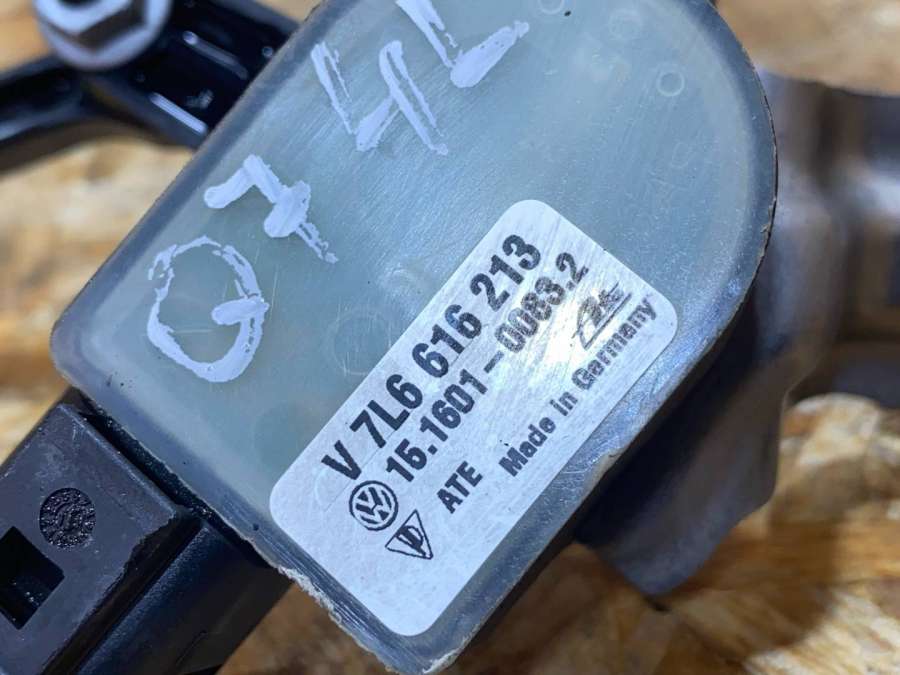 Q7 4L
V 7L6 616 213
15.1601-0083.2
ATE Made in Germany